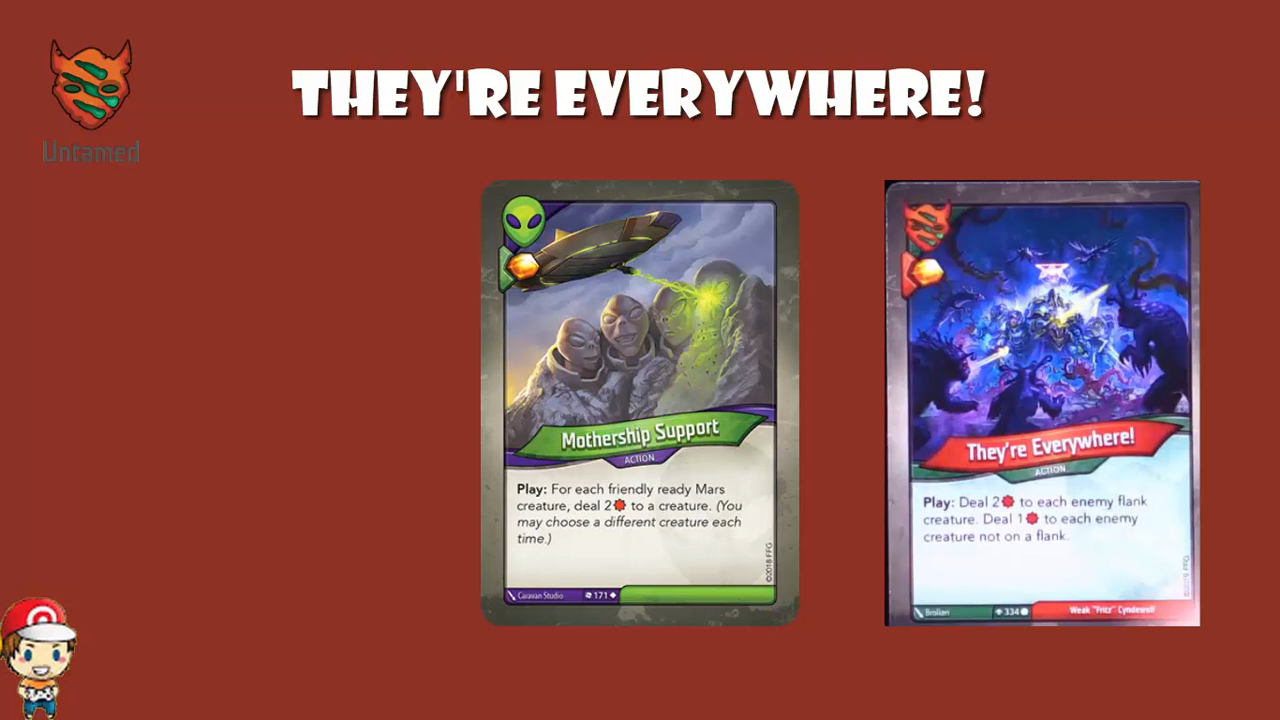 THEY'RE EVERYWHERE!
Untamed
Mothership Support
ACTION
Play: For each friendly ready Mars
creature, deal 2 to a creature. (You
may choose a different creature each
time.)
©2018 FFG
Caravan Studio
171
They're Everywhere!
ACTION
Play: Deal 2 to each enemy flank
creature. Deal 1 to each enemy
creature not on a flank.
Brolian
334
Weak "Fritz" Cyndewolf